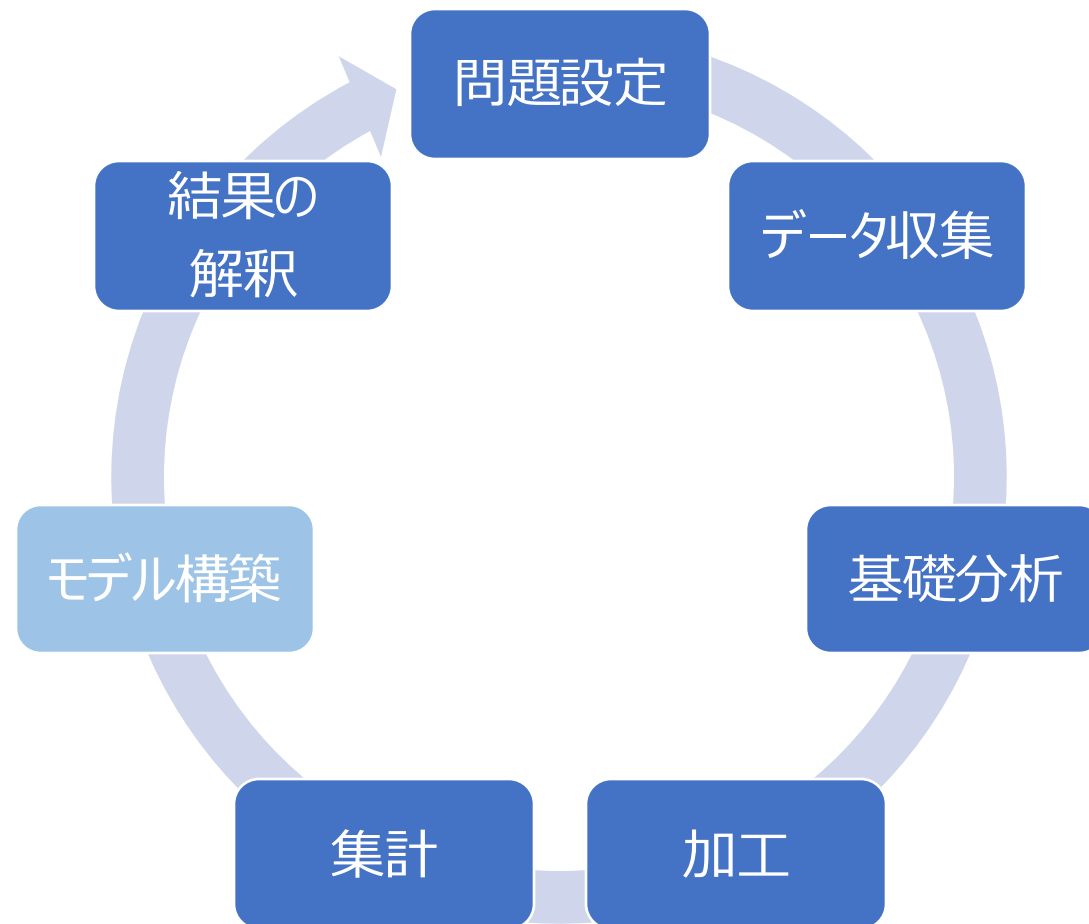 問題設定
データ収集
基礎分析
加工
集計
モデル構築
結果の
解釈